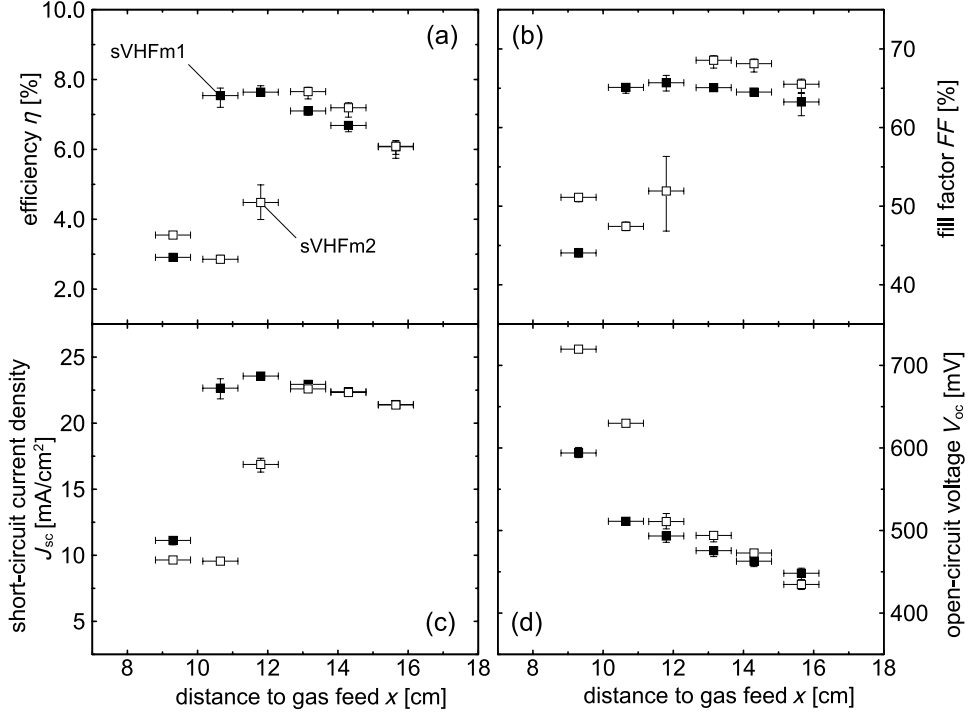 10.0
8.0
6.0
4.0
2.0
efficiency η [%]
(a)
sVHFm1
sVHFm2
(b)
70
60
50
40
fill factor FF [%]
25
20
15
10
5
short-circuit current density
Jsc [mA/cm²]
(c)
(d)
700
600
500
400
open-circuit voltage Voc [mV]
8 10 12 14 16
8 10 12 14 16 18
distance to gas feed x [cm]
distance to gas feed x [cm]